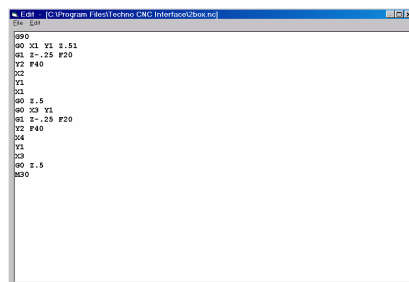 Edit - [C:\Program Files\Techno CNC Interface\2box.nc]
File Edit
G90
G0 X1 Y1 Z.51
G1 Z-.25 F20
Y2 F40
X2
Y1
X1
G0 Z.5
G0 X3 Y1
G1 Z-.25 F20
Y2 F40
X4
Y1
X3
G0 Z.5
M30